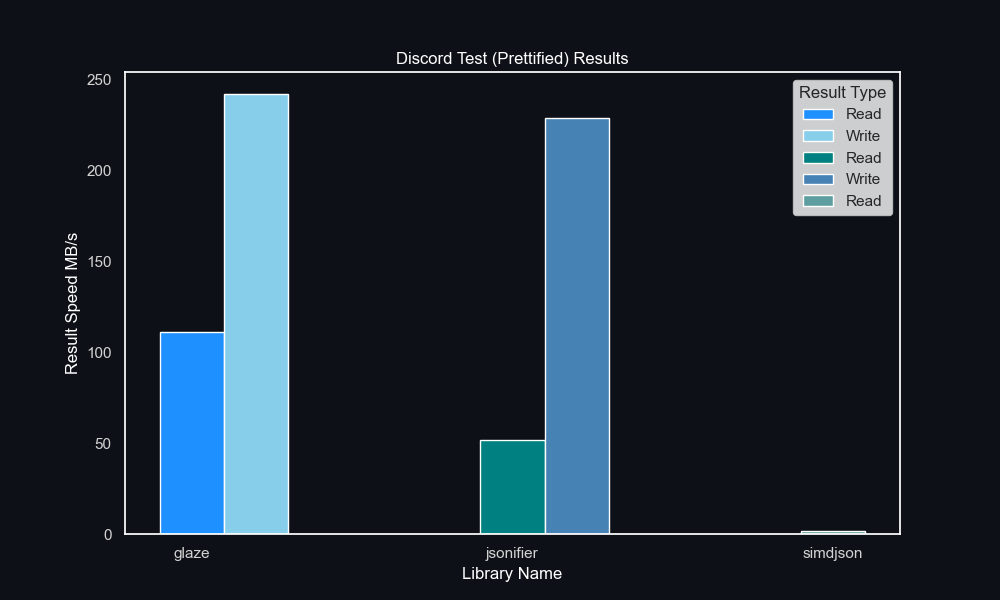 Discord Test (Prettified) Results
Result Type
Read
Write
Read
Write
Read
Result Speed MB/s
250
200
150
100
50
0
glaze
jsonifier
simdjson
Library Name